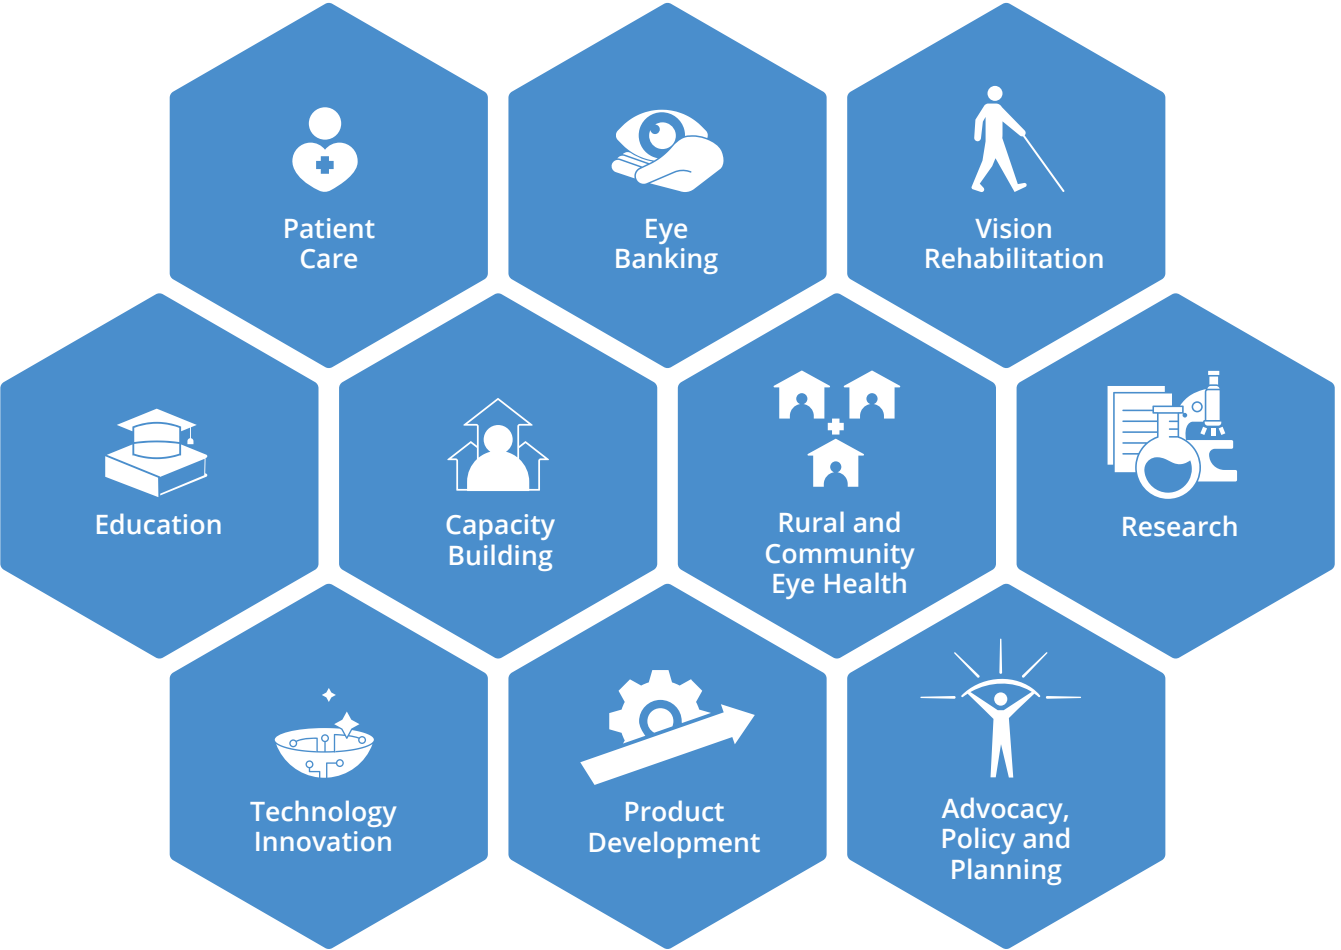 Patient
Care
Eye
Banking
Vision
Rehabilitation
Education
Capacity
Building
Rural and
Community
Eye Health
Research
Technology
Innovation
Product
Development
Advocacy,
Policy and
Planning